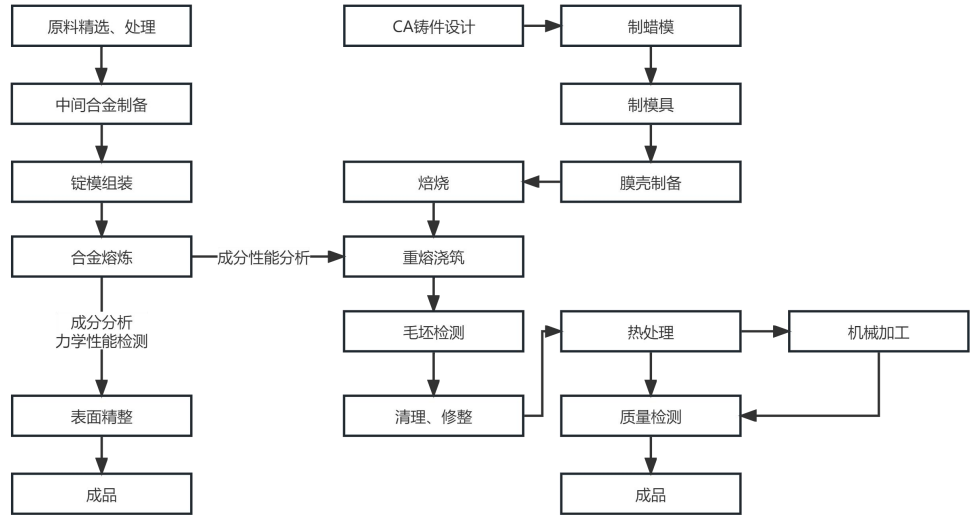 原料精选、处理
中间合金制备
锭模组装
合金熔炼
成分分析
力学性能检测
表面精整
成品
成分性能分析
CA铸件设计
制蜡模
制模具
膜壳制备
焙烧
重熔浇筑
毛坯检测
清理、修整
热处理
机械加工
质量检测
成品